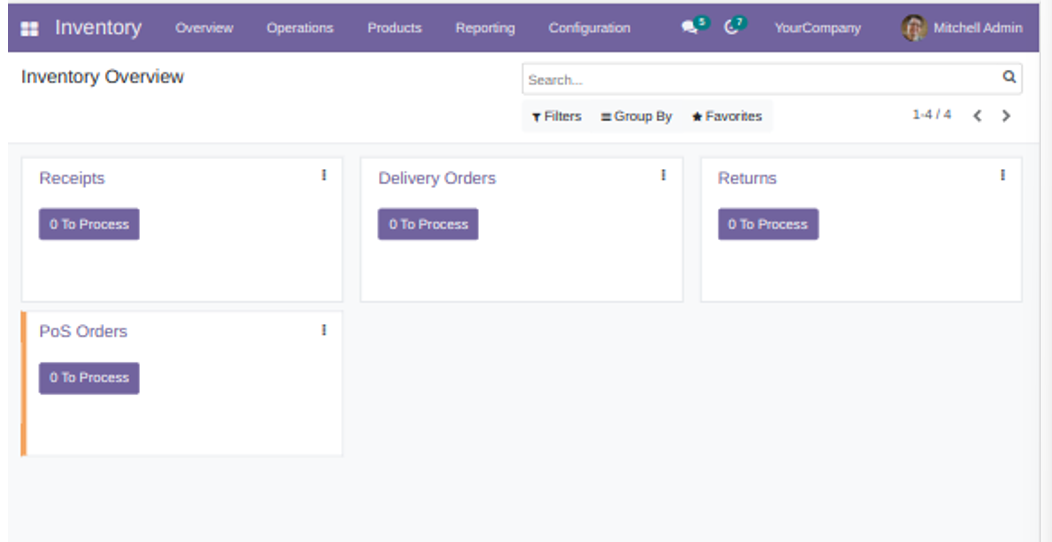 Inventory Overview Operations Products Reporting Configuration 5 7 YourCompany Mitchell Admin
Inventory Overview
Search...
Filters Group By Favorites 1-4 / 4
Receipts Delivery Orders Returns
0 To Process 0 To Process 0 To Process
PoS Orders
0 To Process